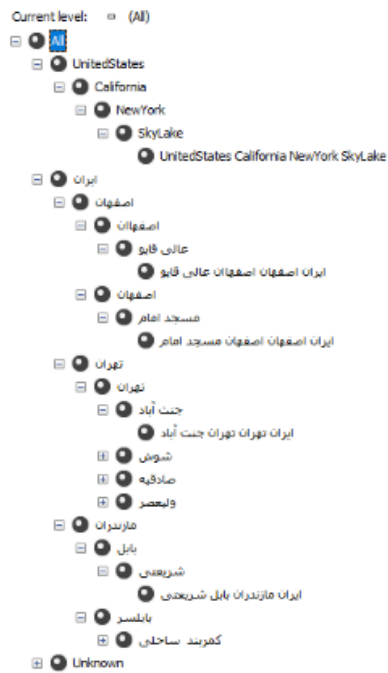 Current level: (All)
All
UnitedStates
California
NewYork
SkyLake
UnitedStates California NewYork SkyLake
ایران
اصفهان
اصفهاان
عالی قاپو
ایران اصفهان اصفهاان عالی قاپو
اصفهان
مسجد امام
ایران اصفهان اصفهان مسجد امام
تهران
تهران
جنت آباد
ایران تهران تهران جنت آباد
شوش
صادقیه
ولیعصر
مازندران
بابل
شریعتی
ایران مازندران بابل شریعتی
بابلسر
کمربند ساحلی
Unknown